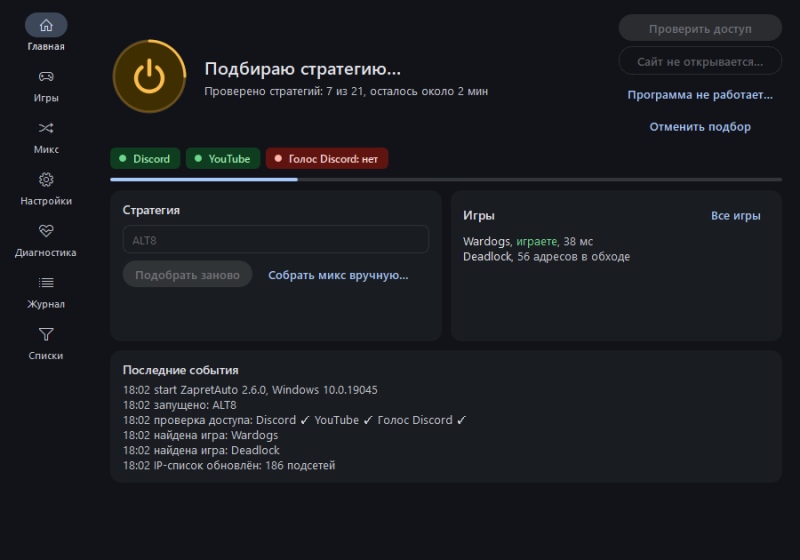 Главная
Игры
Микс
Настройки
Диагностика
Журнал
Списки
Подбираю стратегию...
Проверено стратегий: 7 из 21, осталось около 2 мин
Проверить доступ
Сайт не открывается...
Программа не работает...
Отменить подбор
Discord
YouTube
Голос Discord: нет
Стратегия
ALT8
Подобрать заново
Собрать микс вручную...
Игры
Все игры
Wardogs, играете, 38 мс
Deadlock, 56 адресов в обходе
Последние события
18:02 start ZapretAuto 2.6.0, Windows 10.0.19045
18:02 запущено: ALT8
18:02 проверка доступа: Discord ✓ YouTube ✓ Голос Discord ✓
18:02 найдена игра: Wardogs
18:02 найдена игра: Deadlock
18:02 IP-список обновлён: 186 подсетей